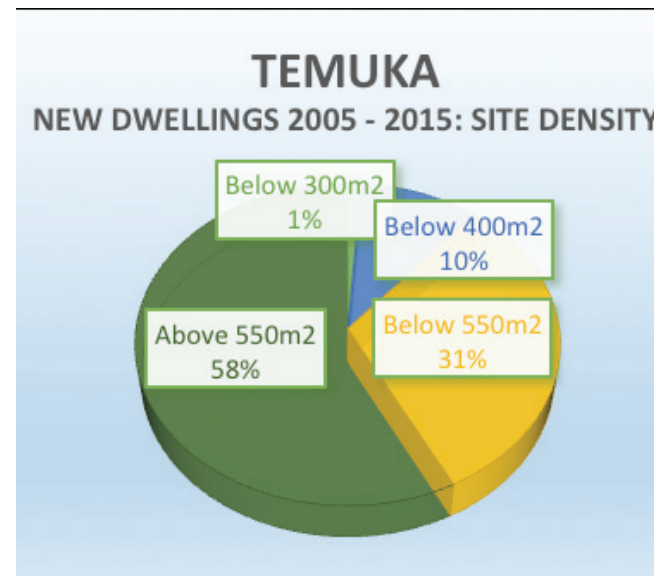 TEMUKA
NEW DWELLINGS 2005 - 2015: SITE DENSITY
Below 300m2
1%
Below 400m2
10%
Below 550m2
31%
Above 550m2
58%